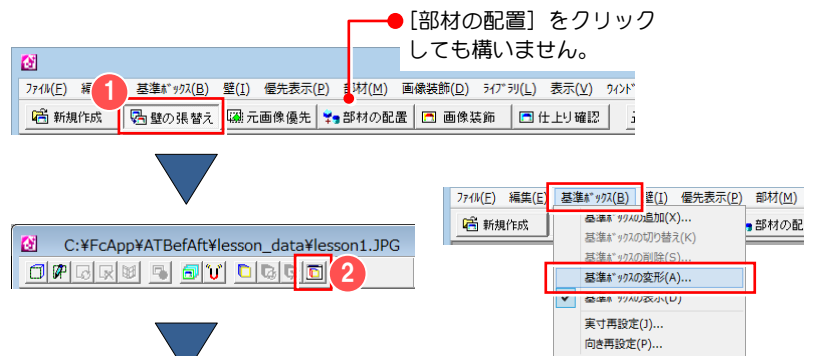 [部材の配置]をクリック
しても構いません。
ファイル(F) 基準ボックス(B) 壁(I) 優先表示(P) 部材(M) 画像装飾(D) ライブラリ(L) 表示(V) ウィンド
1
新規作成 壁の張替え 元画像優先 部材の配置 画像装飾 仕上り確認
C:¥FcApp¥ATBefAft¥lesson_data¥lesson1.JPG
2
ファイル(F) 編集(E) 基準ボックス(B) 壁(I) 優先表示(P) 部材(M)
新規作成 部材の配
基準ボックスの追加(X)...
基準ボックスの切り替え(K)
基準ボックスの削除(S)...
基準ボックスの変形(A)...
基準ボックスの表示(D)
実寸再設定(J)...
向き再設定(P)...